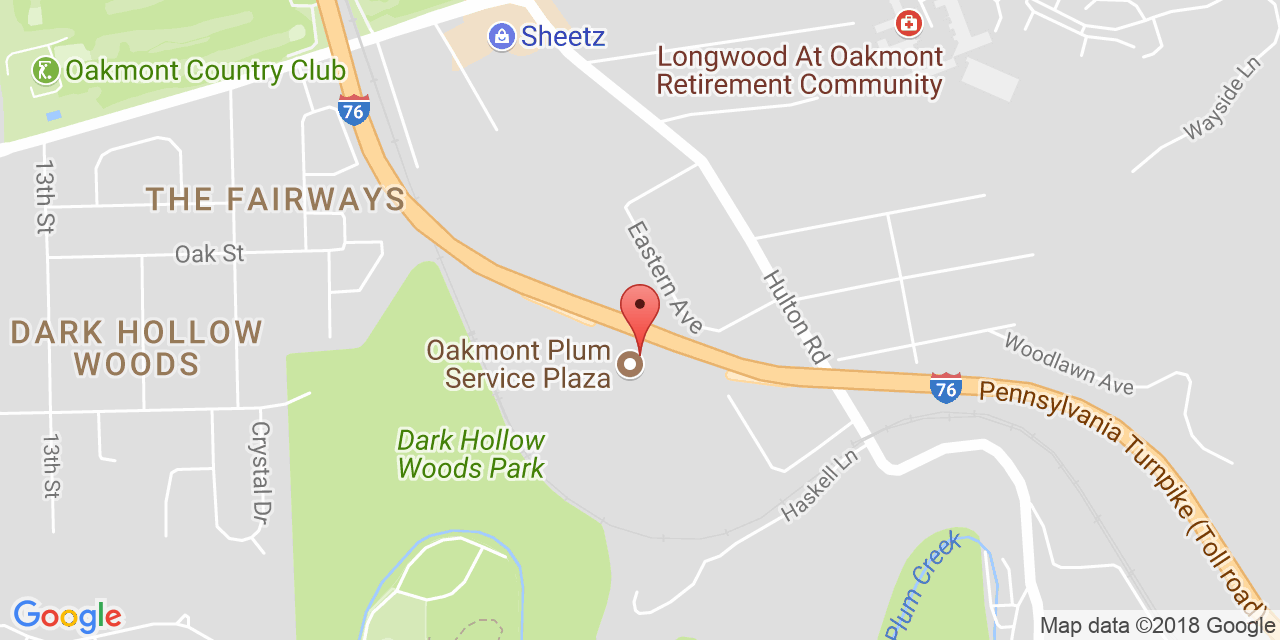 Sheetz
Oakmont Country Club
Longwood At Oakmont
Retirement Community
Wayside Ln
76
13th St
THE FAIRWAYS
Oak St
Eastern Ave
Hulton Rd
DARK HOLLOW
WOODS
Oakmont Plum
Service Plaza
Woodlawn Ave
76
Pennsylvania Turnpike (Toll road)
13th St
Crystal Dr
Dark Hollow
Woods Park
Haskell Ln
Plum Creek
Google
Map data ©2018 Google